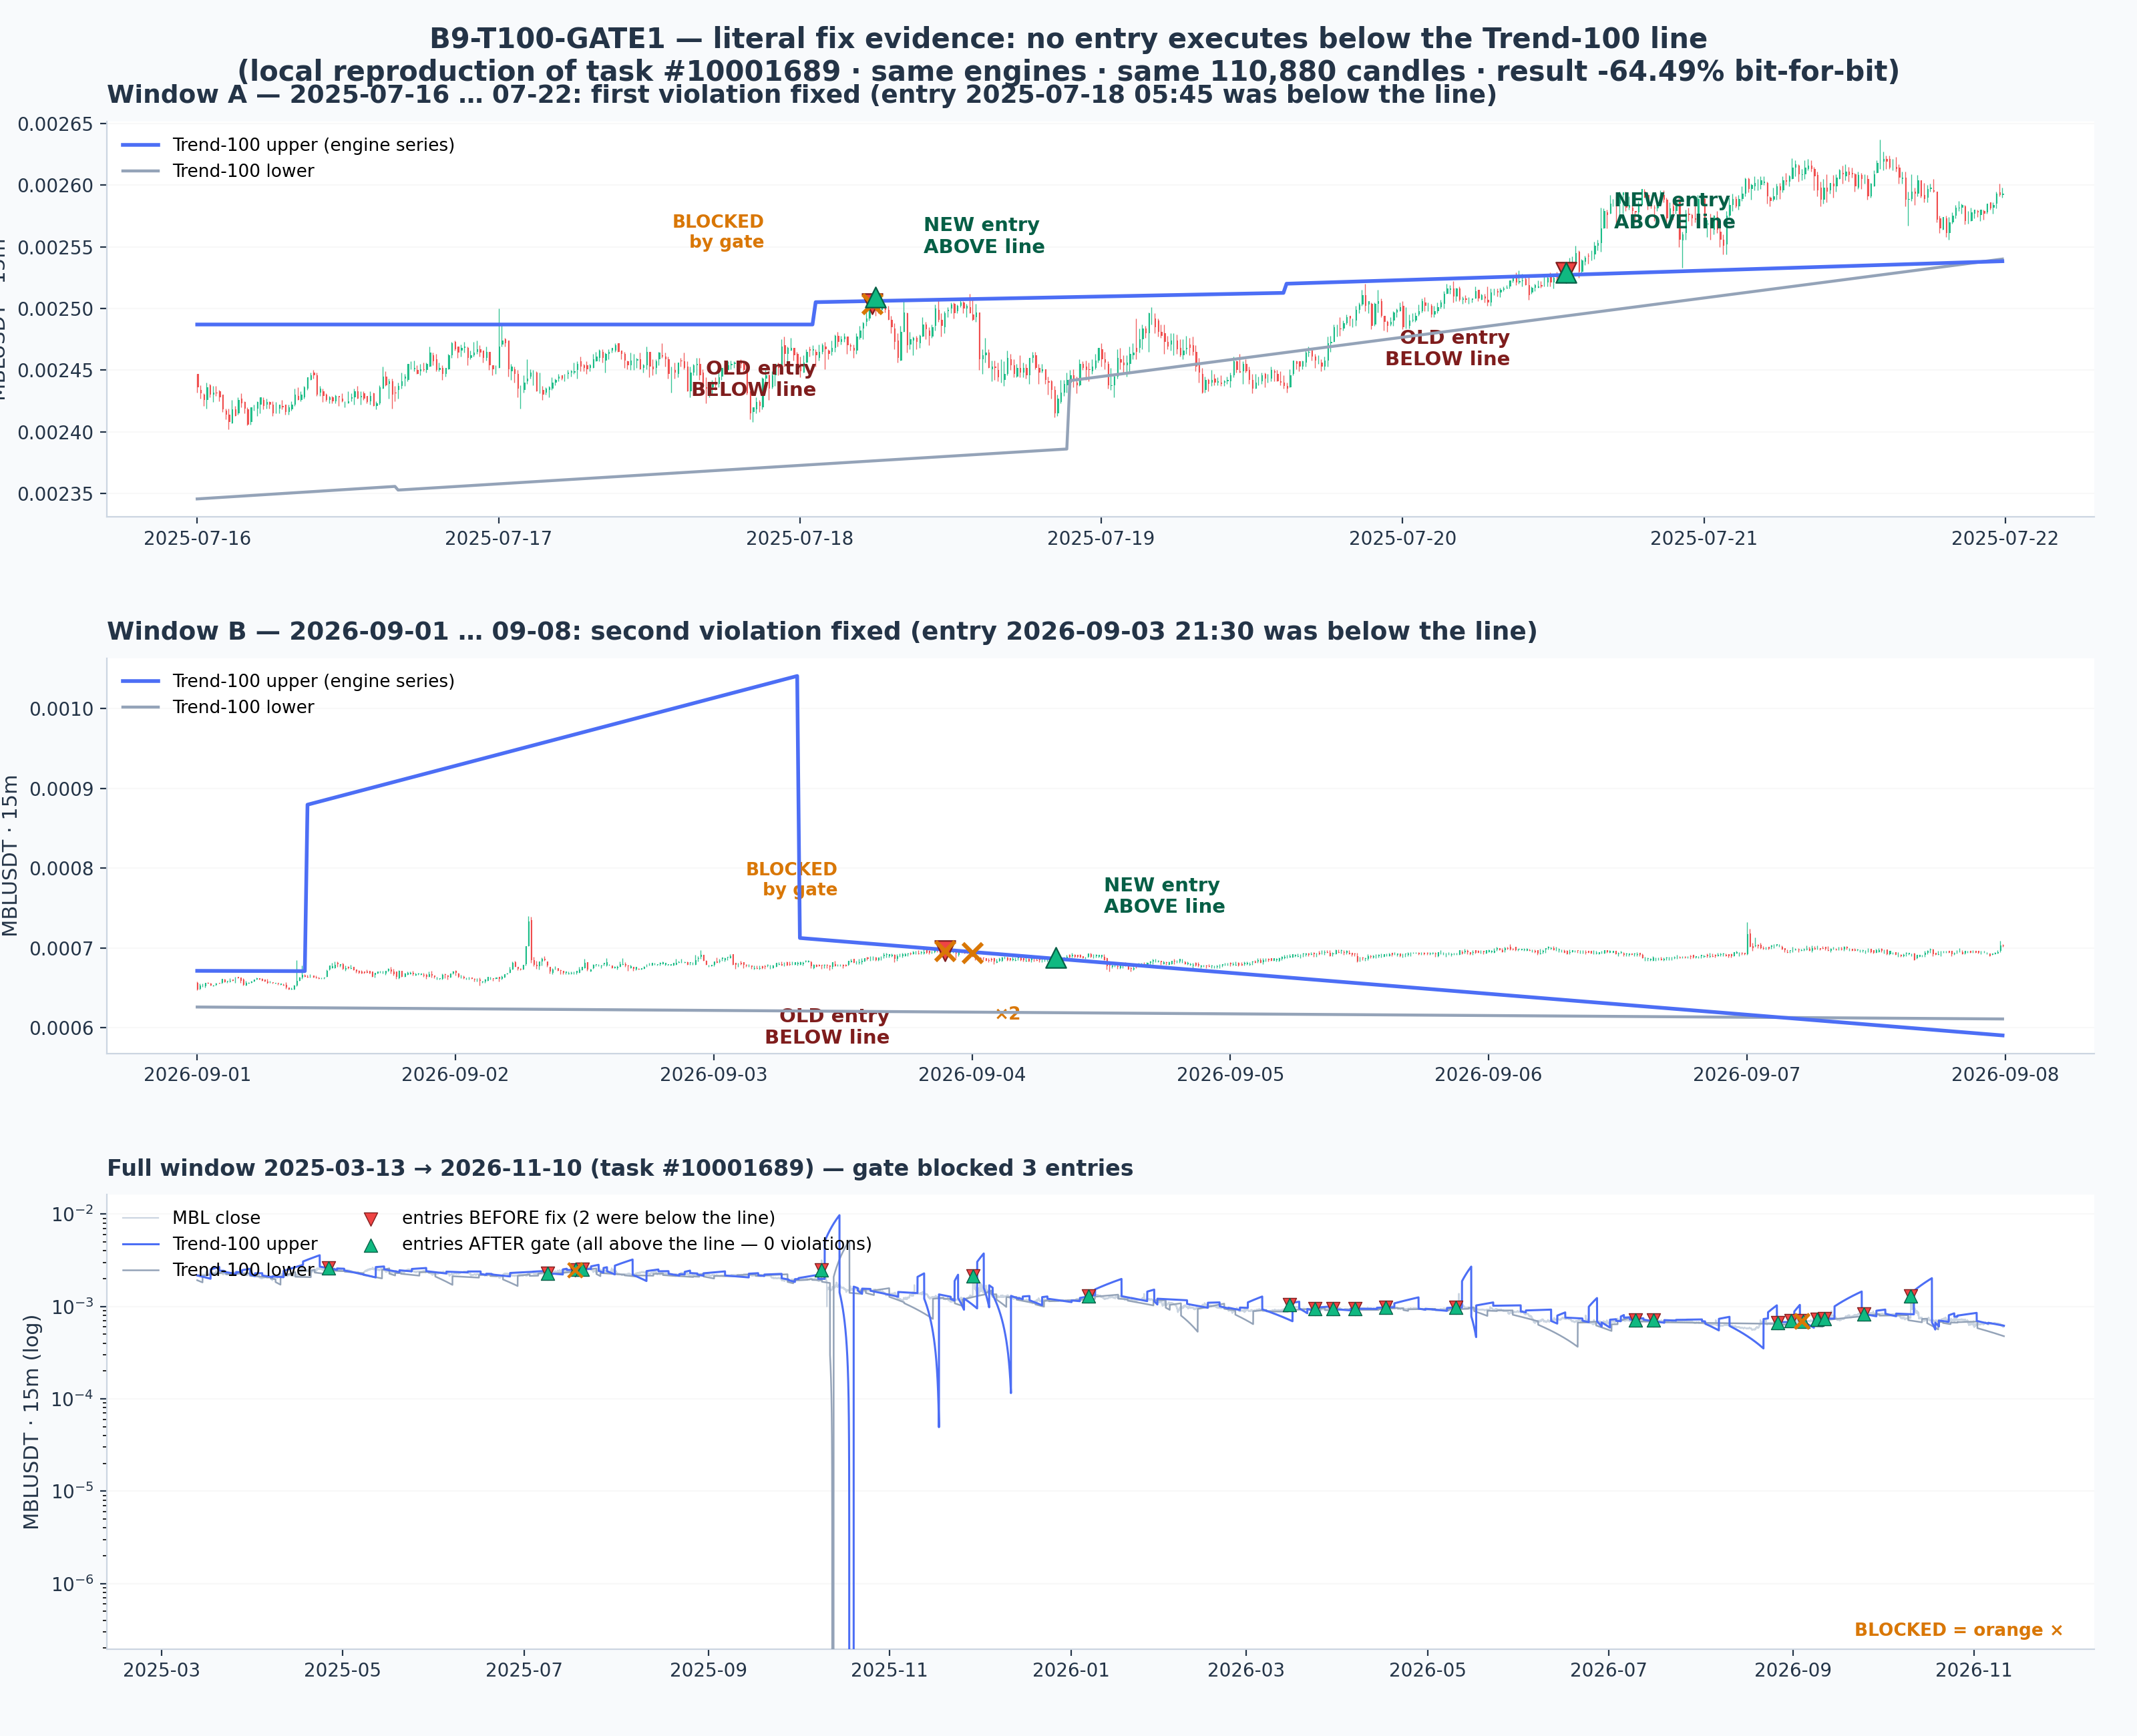 B9-T100-GATE1 — literal fix evidence: no entry executes below the Trend-100 line
(local reproduction of task #10001689 · same engines · same 110,880 candles · result -64.49% bit-for-bit)
Window A — 2025-07-16 … 07-22: first violation fixed (entry 2025-07-18 05:45 was below the line)
Trend-100 upper (engine series)
Trend-100 lower
0.00265
0.00260
0.00255
0.00250
0.00245
0.00240
0.00235
BLOCKED
by gate
NEW entry
ABOVE line
NEW entry
ABOVE line
OLD entry
BELOW line
OLD entry
BELOW line
2025-07-16
2025-07-17
2025-07-18
2025-07-19
2025-07-20
2025-07-21
2025-07-22
Window B — 2026-09-01 … 09-08: second violation fixed (entry 2026-09-03 21:30 was below the line)
Trend-100 upper (engine series)
Trend-100 lower
MBLUSDT · 15m
0.0010
0.0009
0.0008
0.0007
0.0006
BLOCKED
by gate
NEW entry
ABOVE line
OLD entry
BELOW line
×2
2026-09-01
2026-09-02
2026-09-03
2026-09-04
2026-09-05
2026-09-06
2026-09-07
2026-09-08
Full window 2025-03-13 → 2026-11-10 (task #10001689) — gate blocked 3 entries
MBL close
Trend-100 upper
Trend-100 lower
entries BEFORE fix (2 were below the line)
entries AFTER gate (all above the line — 0 violations)
MBLUSDT · 15m (log)
10⁻²
10⁻³
10⁻⁴
10⁻⁵
10⁻⁶
BLOCKED = orange ×
2025-03
2025-05
2025-07
2025-09
2025-11
2026-01
2026-03
2026-05
2026-07
2026-09
2026-11